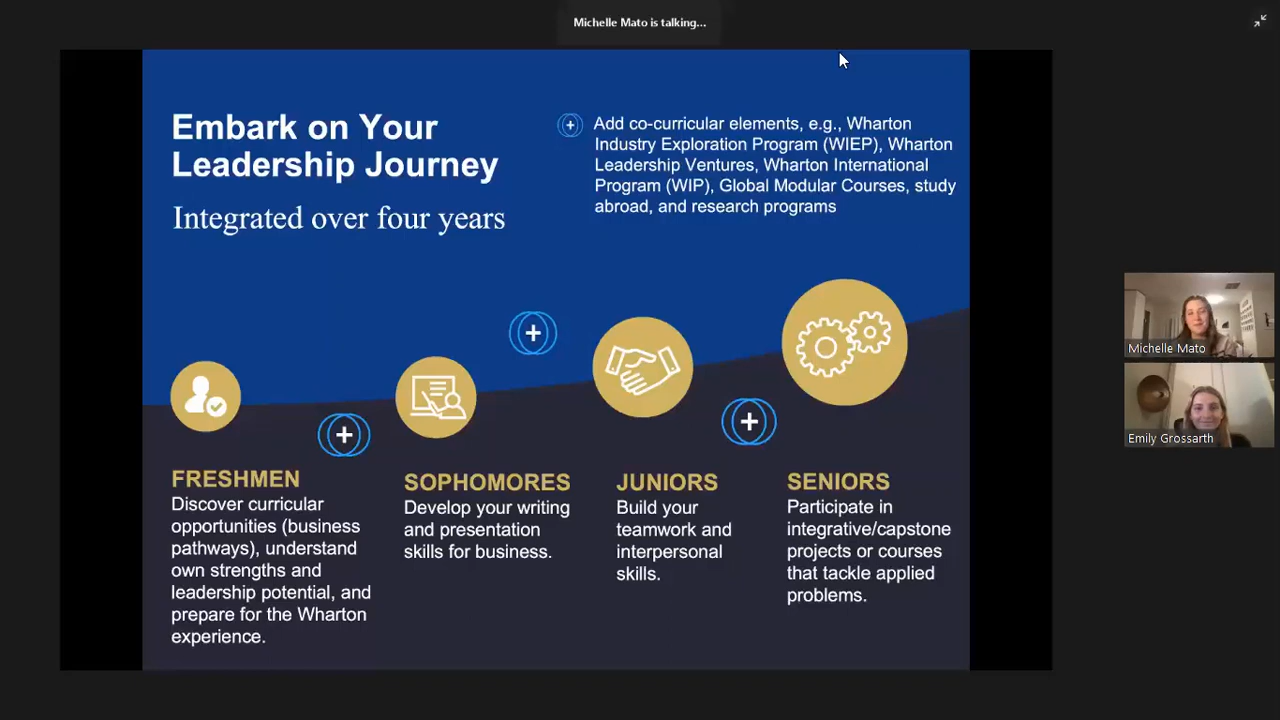 Michelle Mato is talking...
Embark on Your
Leadership Journey
Integrated over four years
Add co-curricular elements, e.g., Wharton
Industry Exploration Program (WIEP), Wharton
Leadership Ventures, Wharton International
Program (WIP), Global Modular Courses, study
abroad, and research programs
FRESHMEN
Discover curricular
opportunities (business
pathways), understand
own strengths and
leadership potential, and
prepare for the Wharton
experience.
SOPHOMORES
Develop your writing
and presentation
skills for business.
JUNIORS
Build your
teamwork and
interpersonal
skills.
SENIORS
Participate in
integrative/capstone
projects or courses
that tackle applied
problems.
Michelle Mato
Emily Grossarth